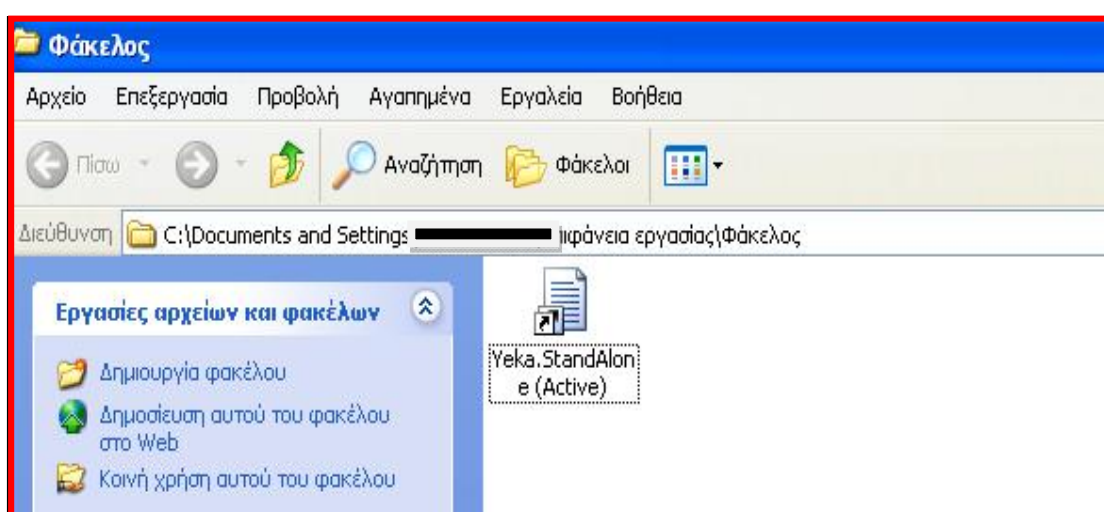 Φάκελος
Αρχείο Επεξεργασία Προβολή Αγαπημένα Εργαλεία Βοήθεια
Πίσω Αναζήτηση Φάκελοι
Διεύθυνση C:\Documents and Settings ιφάνεια εργασίας\Φάκελος
Εργασίες αρχείων και φακέλων
Δημιουργία φακέλου
Δημοσίευση αυτού του φακέλου
στο Web
Κοινή χρήση αυτού του φακέλου
Yeka.StandAlon
e (Active)